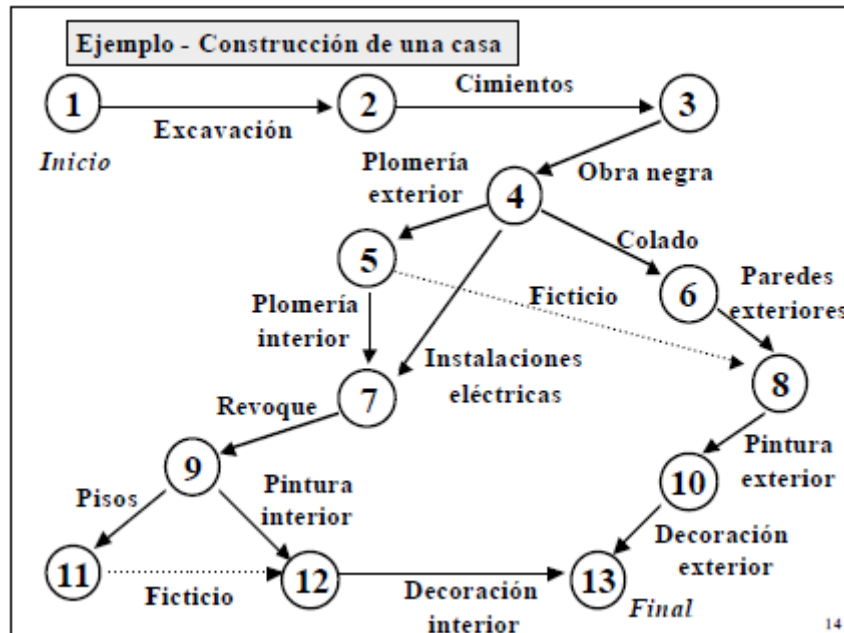 Ejemplo - Construcción de una casa
1
2
3
Cimientos
Excavación
Inicio
Plomería
exterior
4
Obra negra
5
Colado
6
Paredes
exteriores
Ficticio
Plomería
interior
Instalaciones
eléctricas
7
8
Revoque
9
Pintura
exterior
10
Pisos
Pintura
interior
Decoración
exterior
11
Ficticio
12
Decoración
interior
13
Final
14